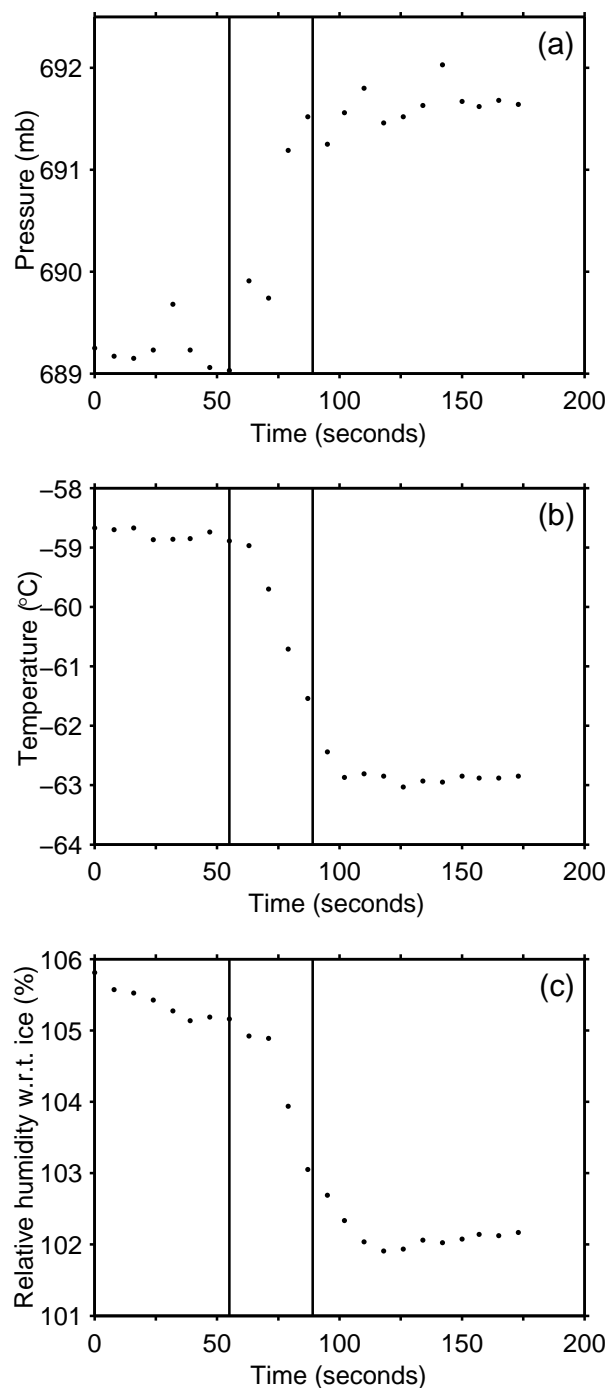 (a)
692
691
690
689
Pressure (mb)
0 50 100 150 200
Time (seconds)
(b)
−58
−59
−60
−61
−62
−63
−64
Temperature (°C)
0 50 100 150 200
Time (seconds)
(c)
106
105
104
103
102
101
Relative humidity w.r.t. ice (%)
0 50 100 150 200
Time (seconds)